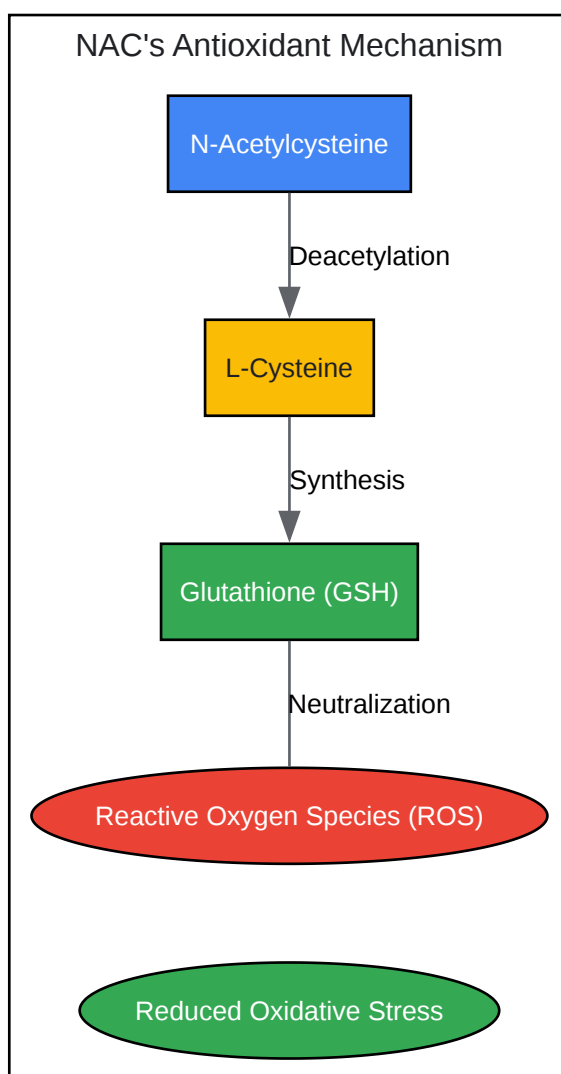 NAC's Antioxidant Mechanism
N-Acetylcysteine
Deacetylation
L-Cysteine
Synthesis
Glutathione (GSH)
Neutralization
Reactive Oxygen Species (ROS)
Reduced Oxidative Stress